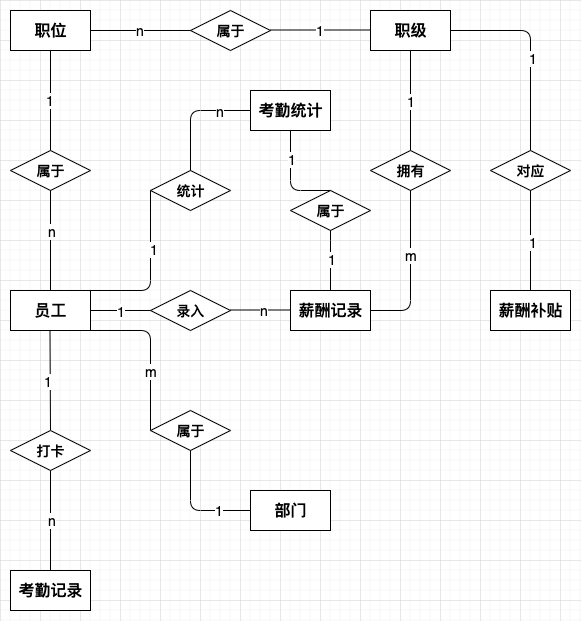 职位
n
属于
1
职级
1
1
n
考勤统计
1
1
属于
统计
属于
拥有
对应
n
1
1
m
1
员工
1
录入
n
薪酬记录
薪酬补贴
1
m
打卡
属于
n
1
部门
考勤记录